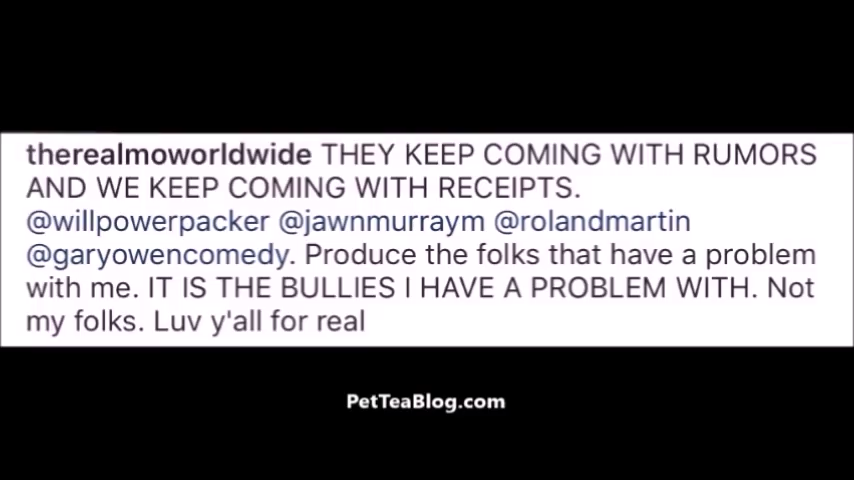 therealmoworldwide THEY KEEP COMING WITH RUMORS
AND WE KEEP COMING WITH RECEIPTS.
@willpowerpacker @jawnmurraym @rolandmartin
@garyowencomedy. Produce the folks that have a problem
with me. IT IS THE BULLIES I HAVE A PROBLEM WITH. Not
my folks. Luv y'all for real
PetTeaBlog.com